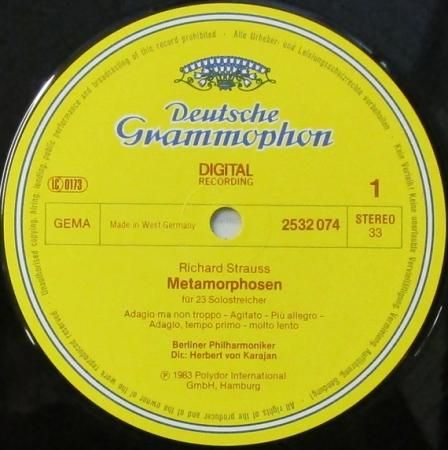 Unauthorised copying, hiring, lending, public performance and broadcasting of this record prohibited · Alle Urheber- und Leistungsschutzrechte vorbehalten · Kein Verleih! Keine unerlaubte Vervielfältigung, Vermietung, Aufführung, Sendung!
Deutsche
Grammophon
DIGITAL
RECORDING
LC 0173
1
GEMA
Made in West Germany
2532 074
STEREO
33
Richard Strauss
Metamorphosen
für 23 Solostreicher
Adagio ma non troppo – Agitato – Più allegro –
Adagio, tempo primo – molto lento
Berliner Philharmoniker
Dir.: Herbert von Karajan
Ⓟ 1983 Polydor International
GmbH, Hamburg
All rights of the producer and of the owner of the work reproduced reserved